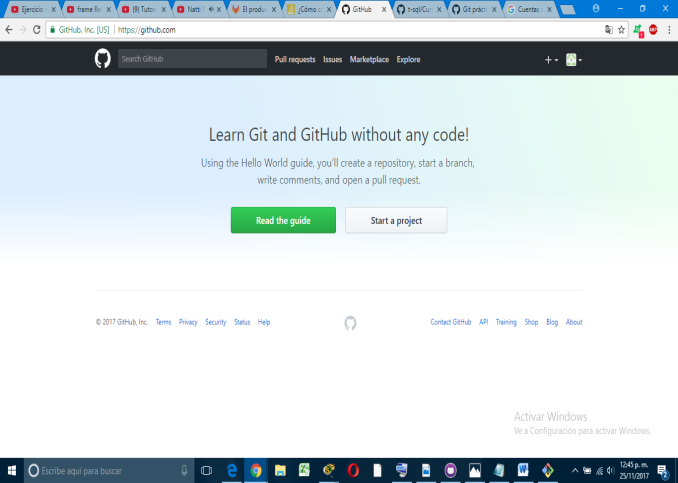 Ejercicio
frame Re
(9) Tutori
Natti
El produ
¿Cómo c
GitHub
t-sql/Cu
Git prác
Cuentas
GitHub, Inc. [US]
https://github.com
Search GitHub
Pull requests Issues Marketplace Explore
Learn Git and GitHub without any code!
Using the Hello World guide, you'll create a repository, start a branch,
write comments, and open a pull request.
Read the guide
Start a project
© 2017 GitHub, Inc. Terms Privacy Security Status Help
Contact GitHub API Training Shop Blog About
Activar Windows
Ve a Configuración para activar Windows.
Escribe aquí para buscar
12:45 p. m.
25/11/2017